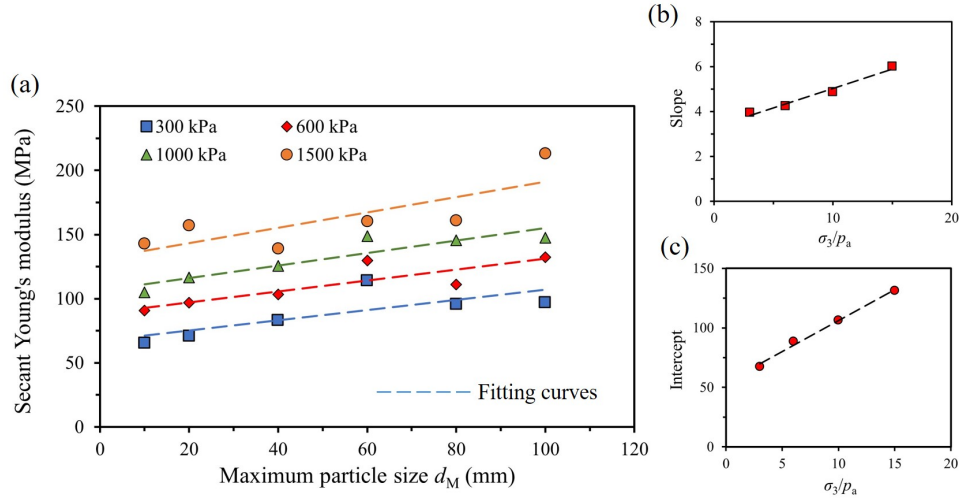 (a)
250
200
150
100
50
0
0 20 40 60 80 100 120
Secant Young's modulus (MPa)
Maximum particle size dM (mm)
300 kPa 600 kPa
1000 kPa 1500 kPa
Fitting curves
(b)
8
6
4
2
0
0 10 20
Slope
σ3/pa
(c)
150
100
50
0
0 5 10 15 20
Intercept
σ3/pa